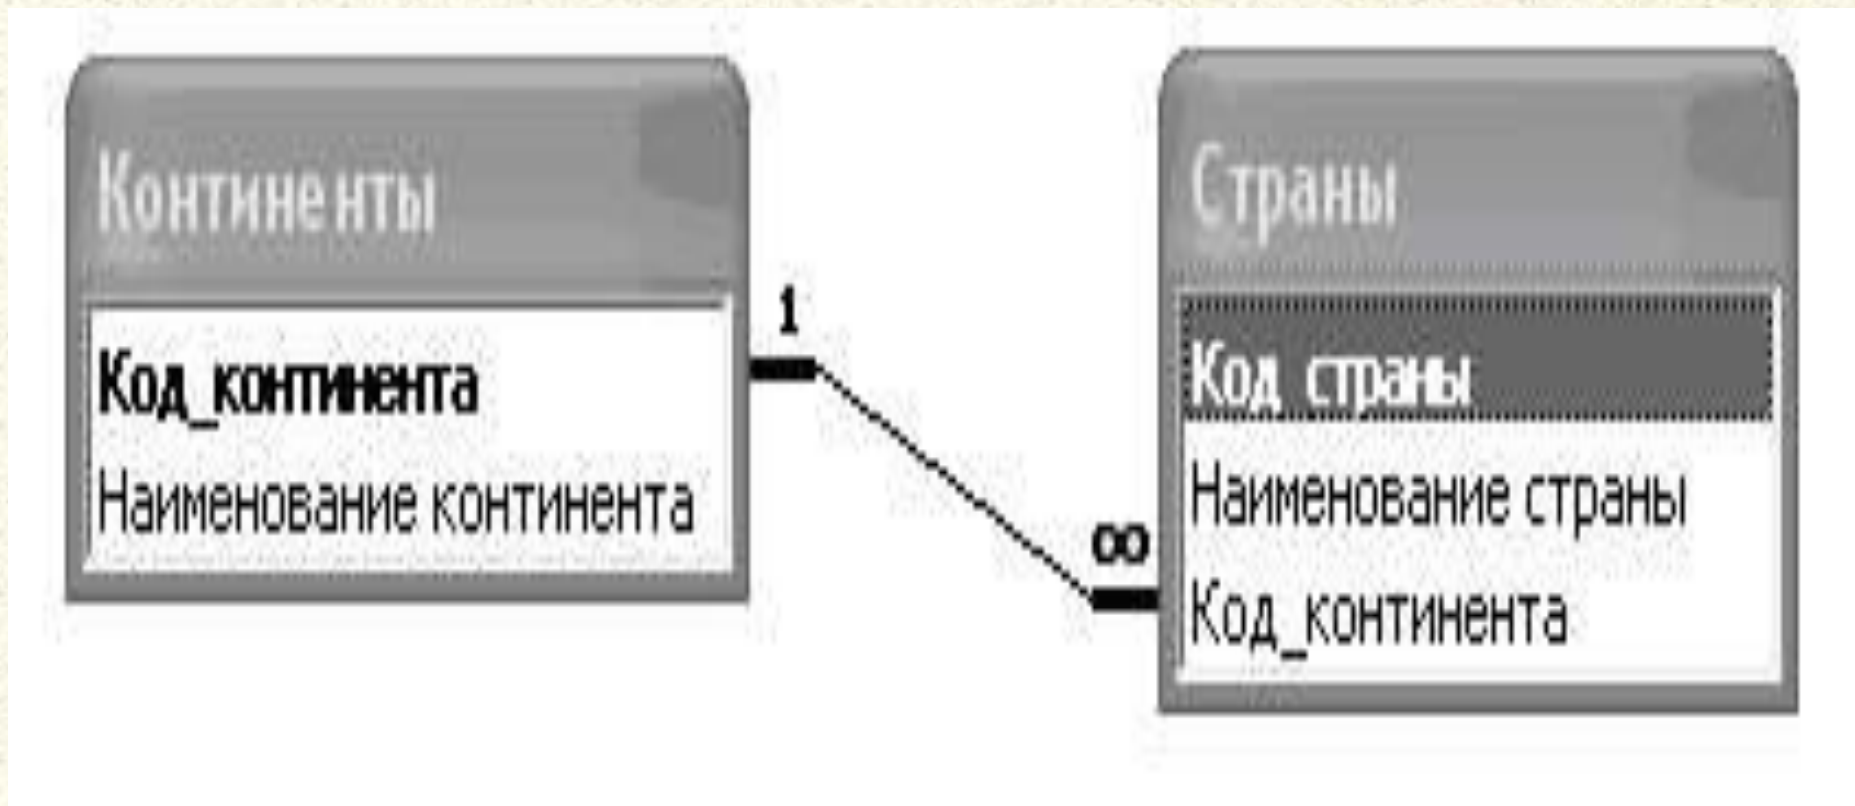 Континенты
Код_континента
Наименование континента
1
∞
Страны
Код_страны
Наименование страны
Код_континента